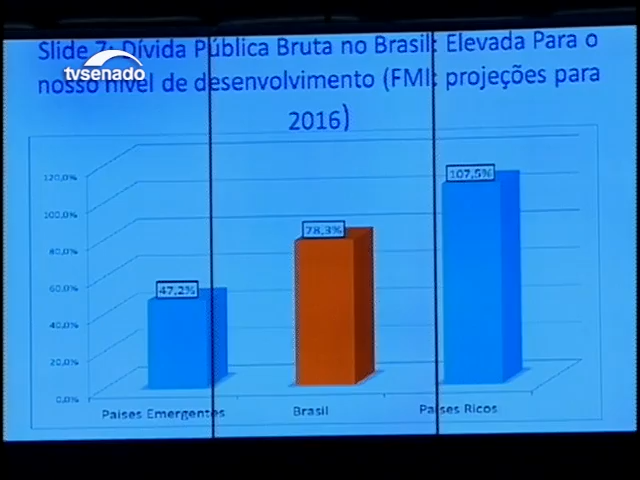 Slide 7: Dívida Pública Bruta no Brasil: Elevada Para o
tvsenado
nosso nível de desenvolvimento (FMI: projeções para
2016)
120,0%
100,0%
80,0%
60,0%
40,0%
20,0%
0,0%
47,2%
78,3%
107,5%
Países Emergentes
Brasil
Países Ricos